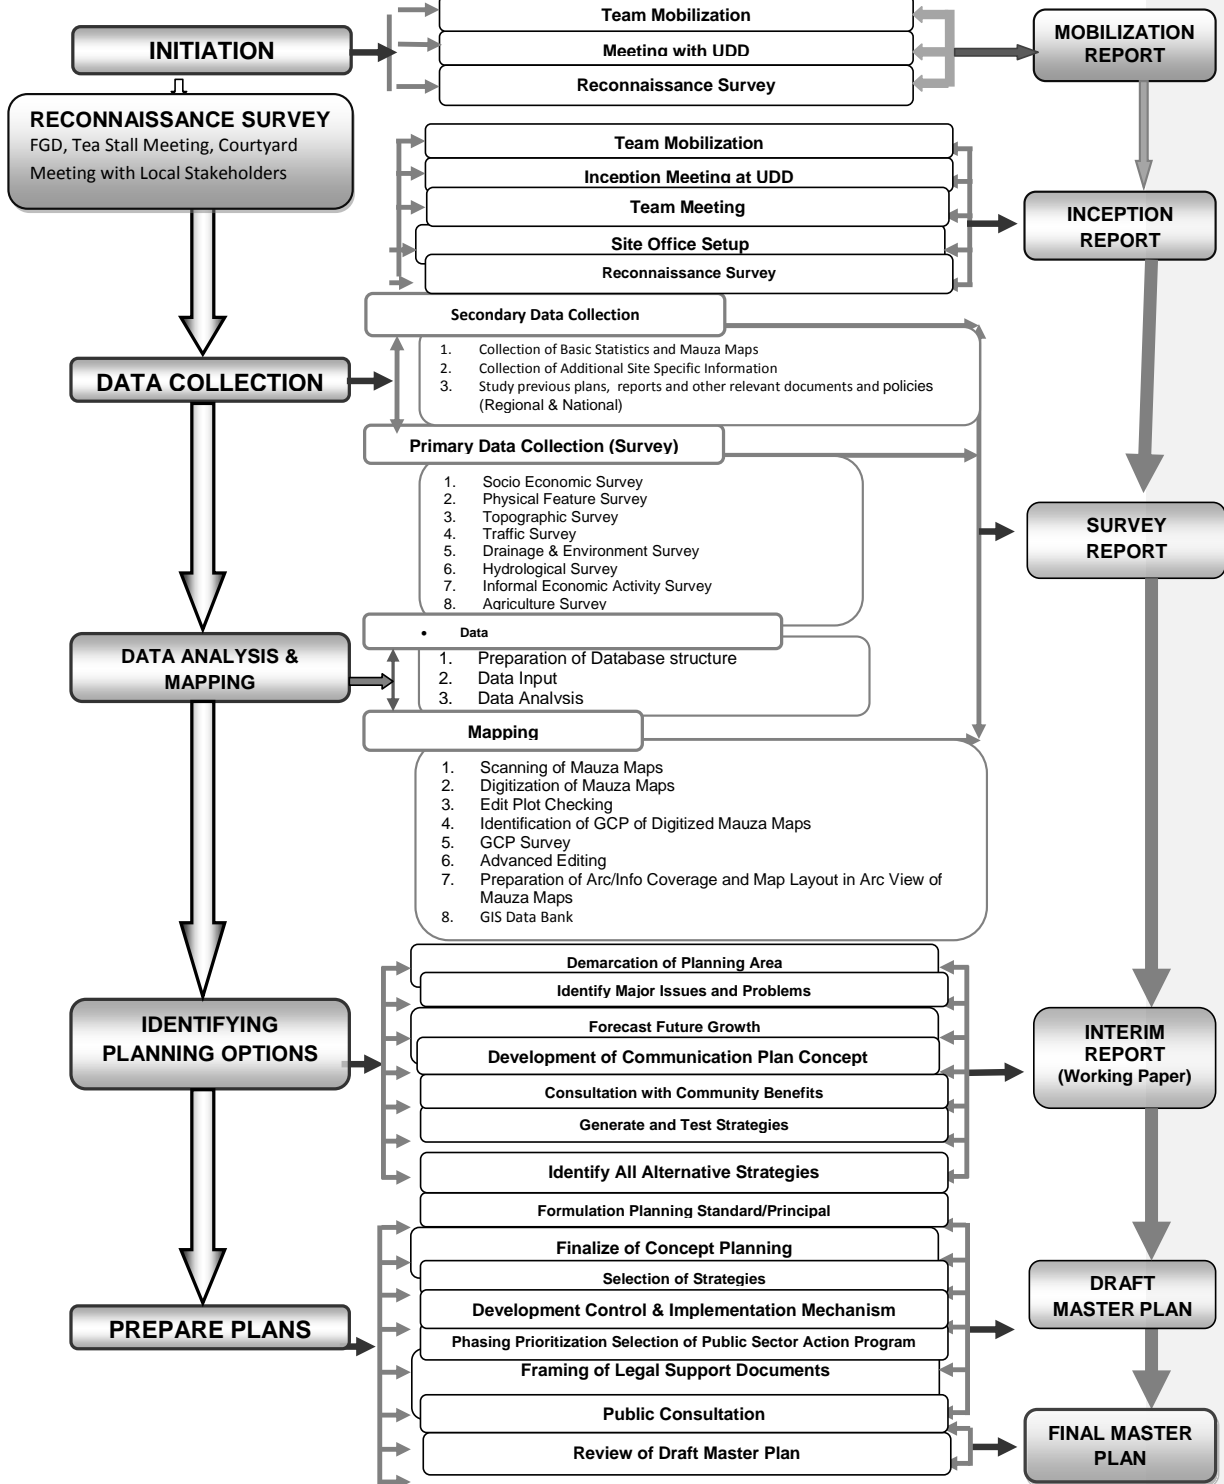 Team Mobilization
INITIATION
Meeting with UDD
Reconnaissance Survey
MOBILIZATION
REPORT
RECONNAISSANCE SURVEY
FGD, Tea Stall Meeting, Courtyard
Meeting with Local Stakeholders
Team Mobilization
Inception Meeting at UDD
Team Meeting
Site Office Setup
Reconnaissance Survey
INCEPTION
REPORT
DATA COLLECTION
Secondary Data Collection
1. Collection of Basic Statistics and Mauza Maps
2. Collection of Additional Site Specific Information
3. Study previous plans, reports and other relevant documents and policies
(Regional & National)
Primary Data Collection (Survey)
1. Socio Economic Survey
2. Physical Feature Survey
3. Topographic Survey
4. Traffic Survey
5. Drainage & Environment Survey
6. Hydrological Survey
7. Informal Economic Activity Survey
8. Agriculture Survey
SURVEY
REPORT
DATA ANALYSIS &
MAPPING
• Data
1. Preparation of Database structure
2. Data Input
3. Data Analysis
Mapping
1. Scanning of Mauza Maps
2. Digitization of Mauza Maps
3. Edit Plot Checking
4. Identification of GCP of Digitized Mauza Maps
5. GCP Survey
6. Advanced Editing
7. Preparation of Arc/Info Coverage and Map Layout in Arc View of
Mauza Maps
8. GIS Data Bank
IDENTIFYING
PLANNING OPTIONS
Demarcation of Planning Area
Identify Major Issues and Problems
Forecast Future Growth
Development of Communication Plan Concept
Consultation with Community Benefits
Generate and Test Strategies
Identify All Alternative Strategies
INTERIM
REPORT
(Working Paper)
PREPARE PLANS
Formulation Planning Standard/Principal
Finalize of Concept Planning
Selection of Strategies
Development Control & Implementation Mechanism
Phasing Prioritization Selection of Public Sector Action Program
Framing of Legal Support Documents
Public Consultation
Review of Draft Master Plan
DRAFT
MASTER PLAN
FINAL MASTER
PLAN